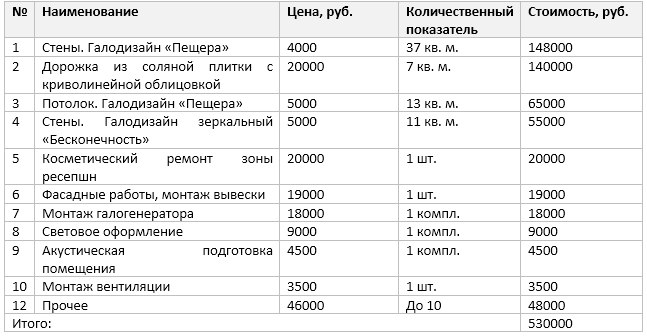 № Наименование Цена, руб. Количественный показатель Стоимость, руб.
1 Стены. Галодизайн «Пещера» 4000 37 кв. м. 148000
2 Дорожка из соляной плитки с криволинейной облицовкой 20000 7 кв. м. 140000
3 Потолок. Галодизайн «Пещера» 5000 13 кв. м. 65000
4 Стены. Галодизайн зеркальный «Бесконечность» 5000 11 кв. м. 55000
5 Косметический ремонт зоны ресепшн 20000 1 шт. 20000
6 Фасадные работы, монтаж вывески 19000 1 шт. 19000
7 Монтаж галогенератора 18000 1 компл. 18000
8 Световое оформление 9000 1 компл. 9000
9 Акустическая подготовка помещения 4500 1 компл. 4500
10 Монтаж вентиляции 3500 1 шт. 3500
12 Прочее 46000 До 10 48000
Итого: 530000